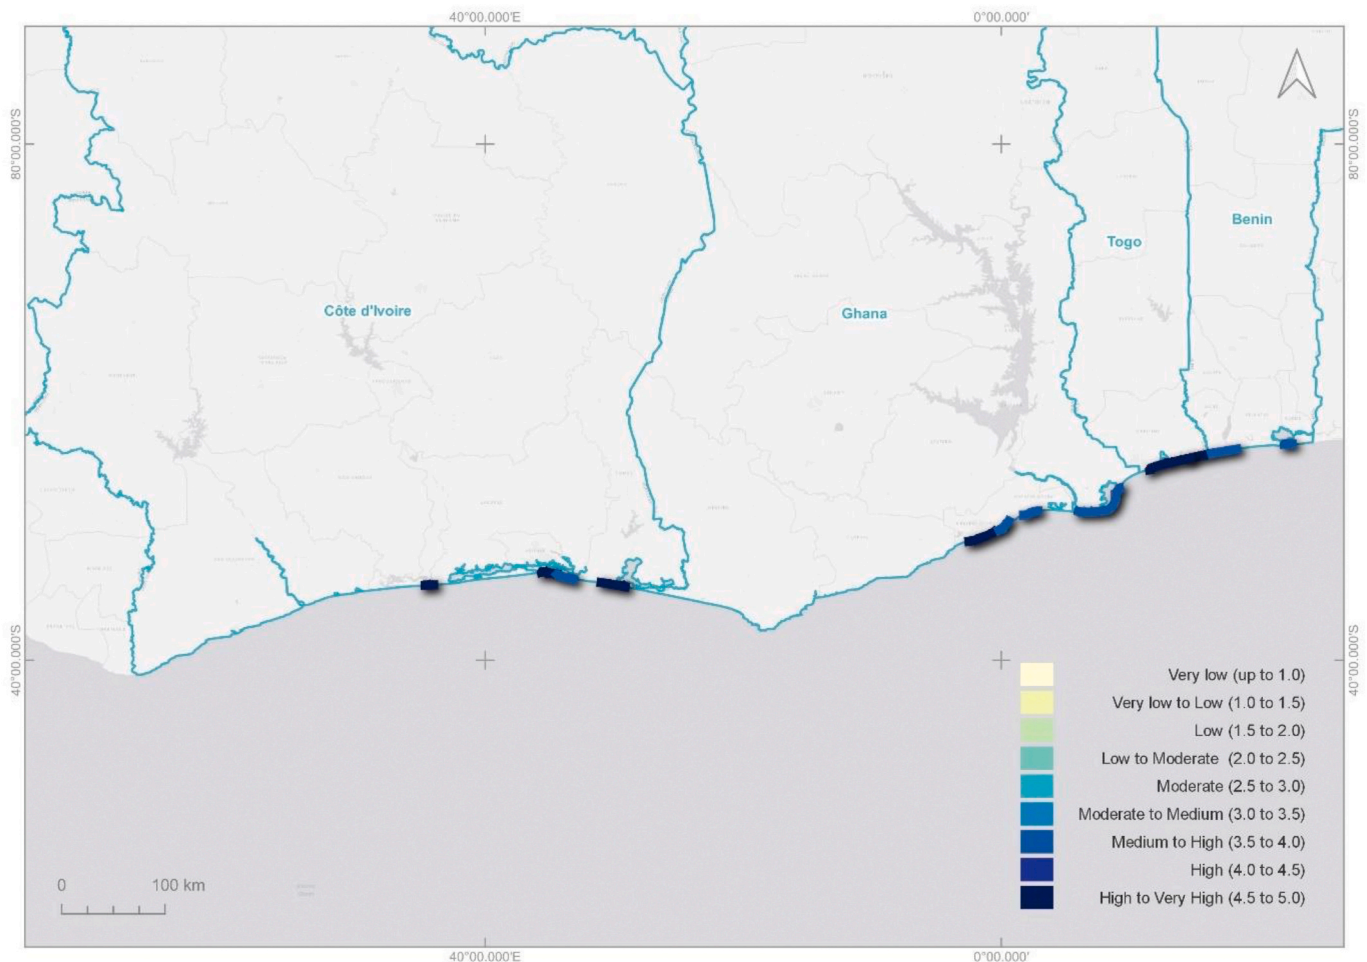 40°00.000'E
0°00.000'
80°00.000'S
80°00.000'S
Benin
Togo
Côte d'Ivoire
Ghana
40°00.000'S
40°00.000'S
Very low (up to 1.0)
Very low to Low (1.0 to 1.5)
Low (1.5 to 2.0)
Low to Moderate (2.0 to 2.5)
Moderate (2.5 to 3.0)
Moderate to Medium (3.0 to 3.5)
Medium to High (3.5 to 4.0)
High (4.0 to 4.5)
High to Very High (4.5 to 5.0)
0 100 km
40°00.000'E
0°00.000'